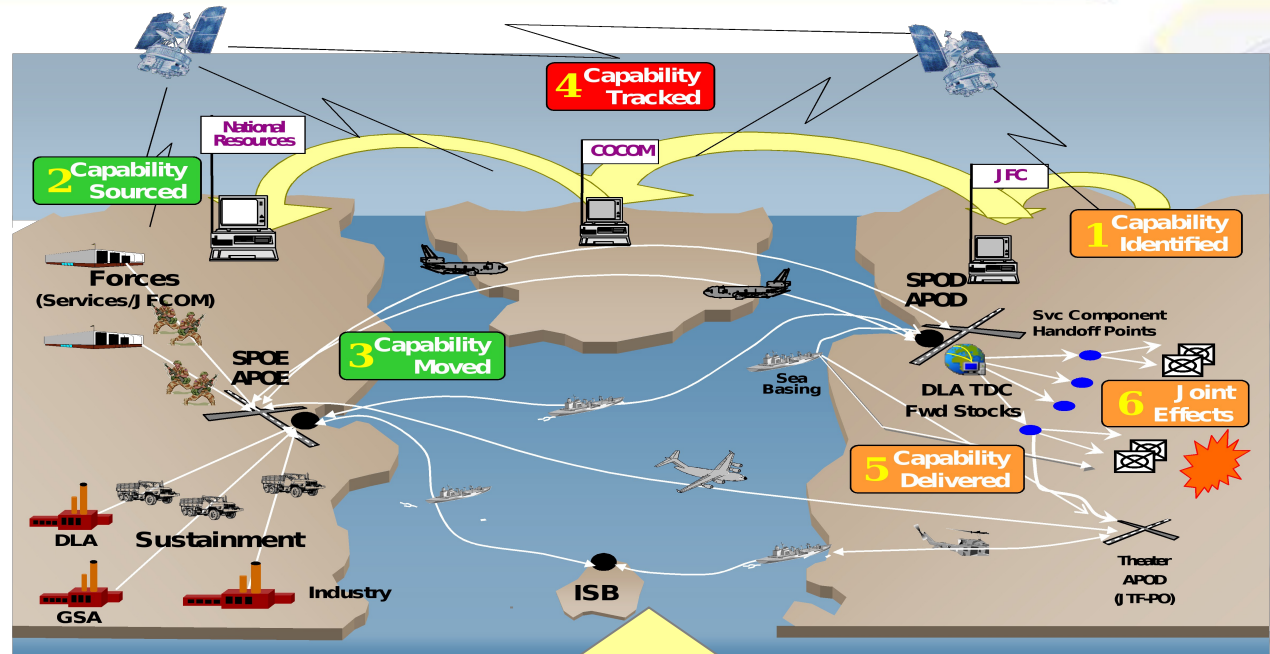 4 Capability
Tracked
National
Resources
COCOM
JFC
2 Capability
Sourced
1 Capability
Identified
Forces
(Services/JFCOM)
SPOD
APOD
Svc Component
Handoff Points
3 Capability
Moved
SPOE
APOE
Sea
Basing
DLA TDC
Fwd Stocks
6 Joint
Effects
5 Capability
Delivered
DLA
Sustainment
Theater
APOD
(JTF-PO)
Industry
ISB
GSA